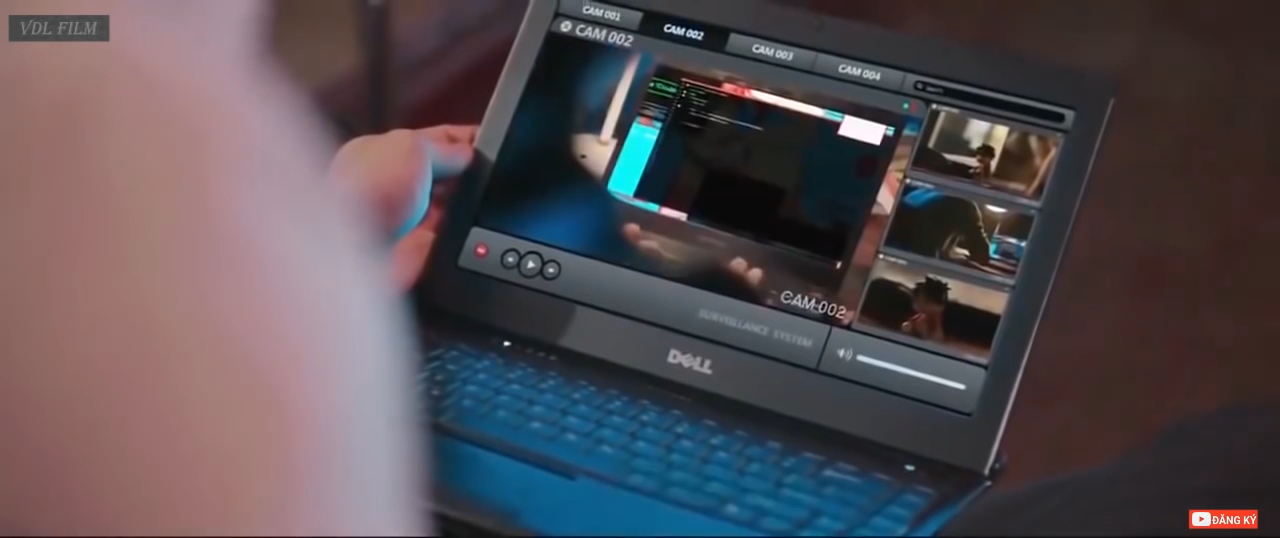 VDL FILM
CAM 001
CAM 002
CAM 003
CAM 004
CAM 002
CAM 002
SURVEILLANCE SYSTEM
DELL
ĐĂNG KÝ